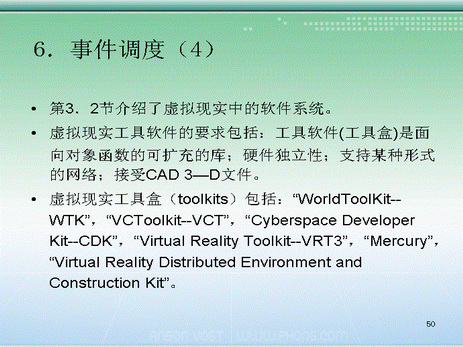 6．事件调度（4）
• 第3．2节介绍了虚拟现实中的软件系统。
• 虚拟现实工具软件的要求包括：工具软件(工具盒)是面
向对象函数的可扩充的库；硬件独立性；支持某种形式
的网络；接受CAD 3—D文件。
• 虚拟现实工具盒（toolkits）包括：“WorldToolKit--
WTK”，“VCToolkit--VCT”，“Cyberspace Developer
Kit--CDK”，“Virtual Reality Toolkit--VRT3”，“Mercury”，
“Virtual Reality Distributed Environment and
Construction Kit”。
50